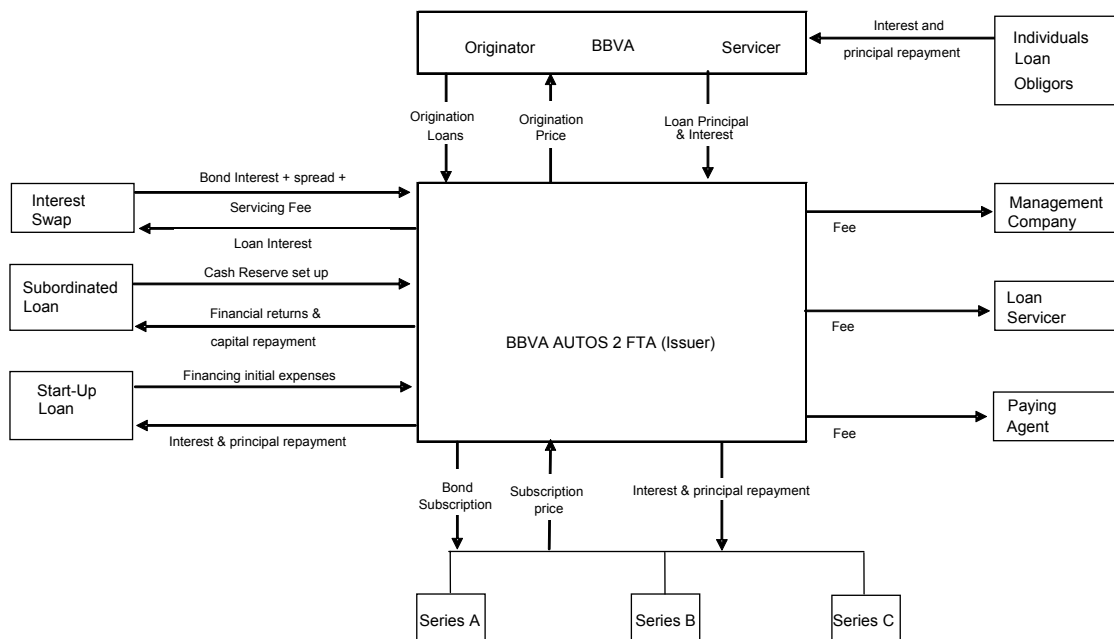 Originator BBVA Servicer
Interest and
principal repayment
Individuals
Loan
Obligors
Origination
Loans
Origination
Price
Loan Principal
& Interest
Interest
Swap
Bond Interest + spread +
Servicing Fee
Loan Interest
Subordinated
Loan
Cash Reserve set up
Financial returns &
capital repayment
Start-Up
Loan
Financing initial expenses
Interest & principal repayment
BBVA AUTOS 2 FTA (Issuer)
Fee
Management
Company
Fee
Loan
Servicer
Fee
Paying
Agent
Bond
Subscription
Subscription
price
Interest & principal repayment
Series A
Series B
Series C